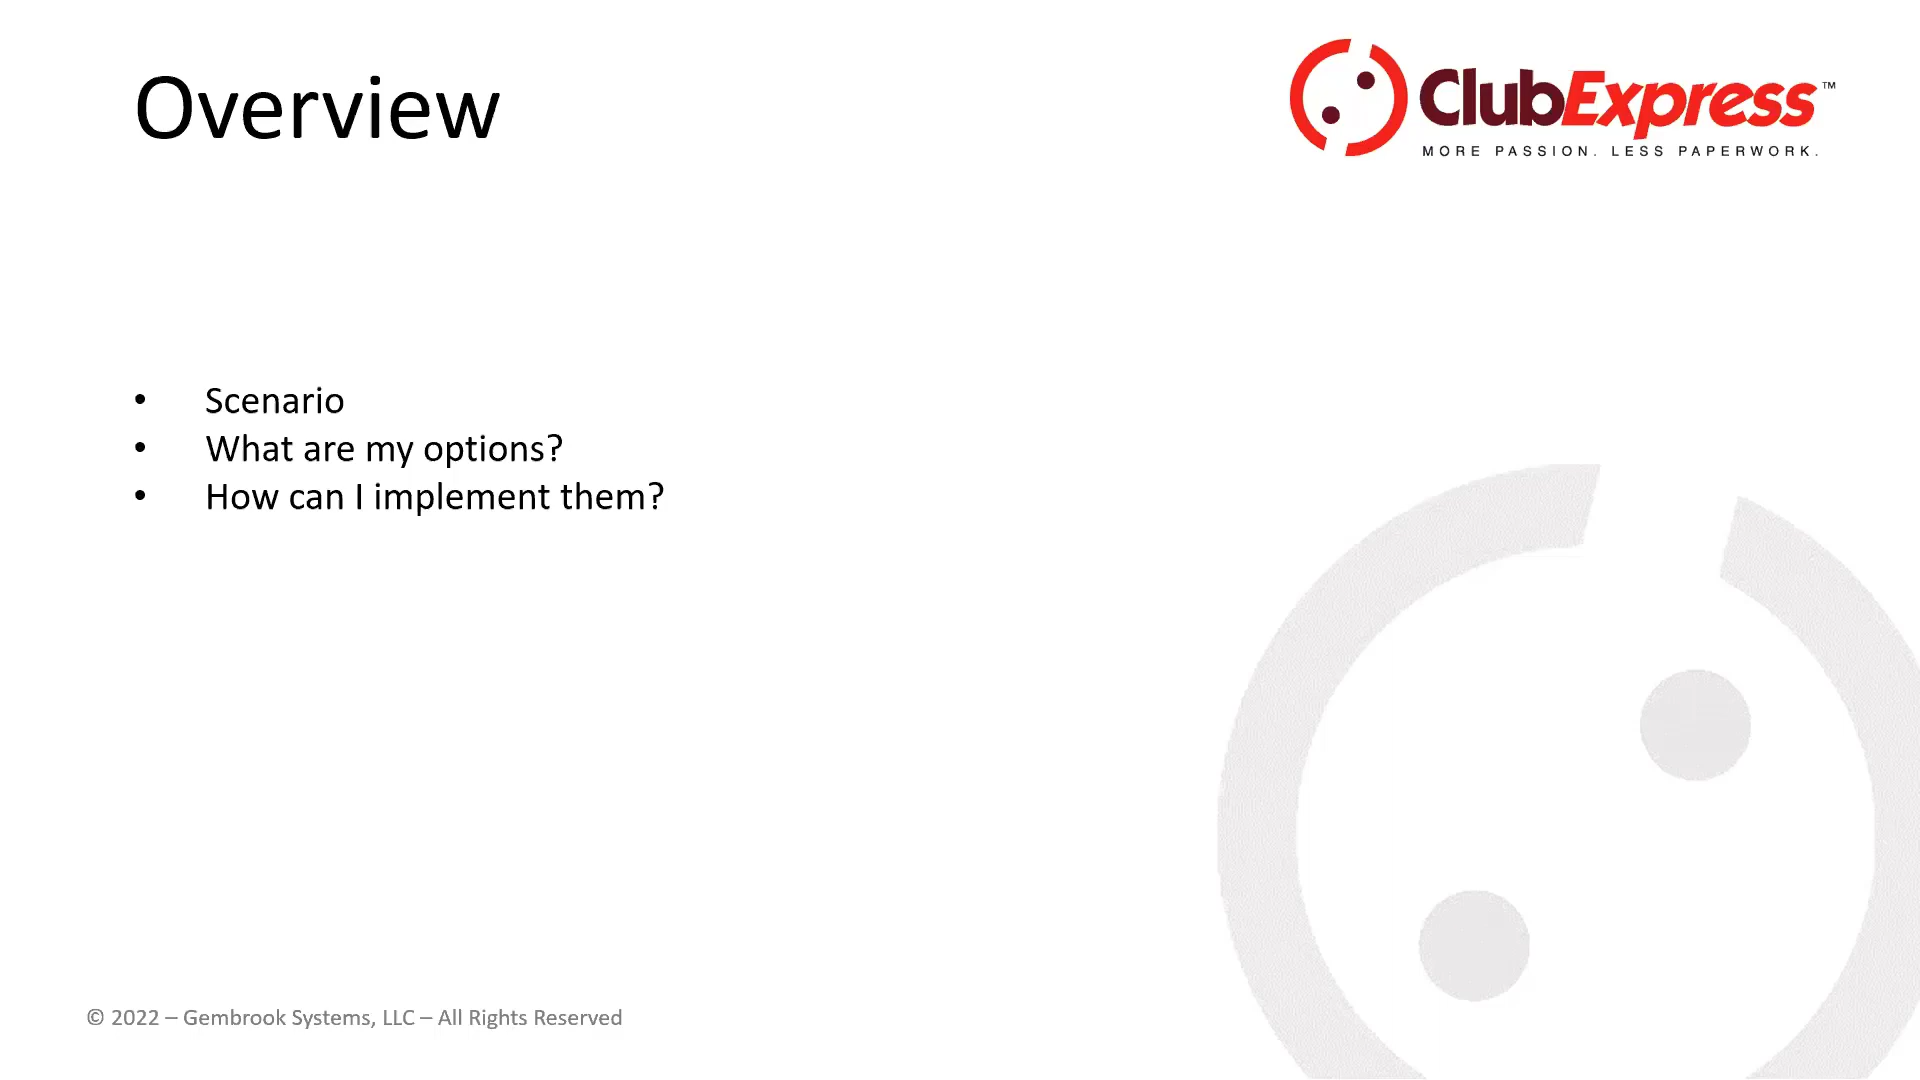 Overview
ClubExpress™
MORE PASSION. LESS PAPERWORK.
• Scenario
• What are my options?
• How can I implement them?
© 2022 – Gembrook Systems, LLC – All Rights Reserved